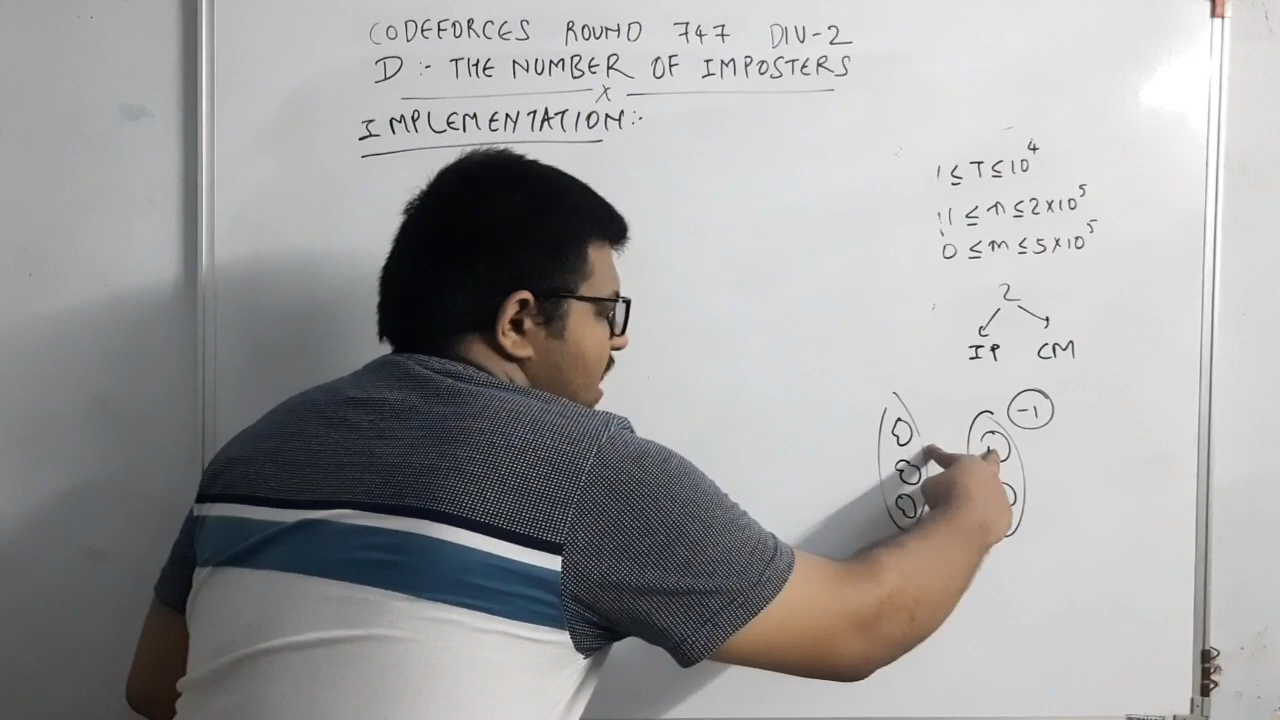 CODEFORCES ROUND 747 DIV-2
D :- THE NUMBER OF IMPOSTERS
x
IMPLEMENTATION :-
1 ≤ T ≤ 10^4
1 ≤ n ≤ 2×10^5
0 ≤ m ≤ 5×10^5
2
IP CM
-1